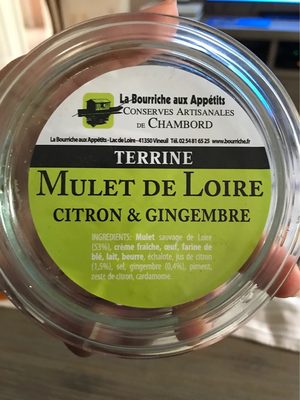 La Bourriche aux Appétits
CONSERVES ARTISANALES
DE CHAMBORD
La Bourriche aux Appétits - Lac de Loire - 41350 Vineuil Tél. 02 54 81 65 25 www.bourriche.fr
TERRINE
MULET DE LOIRE
CITRON & GINGEMBRE
INGREDIENTS: Mulet sauvage de Loire
(53%), crème fraîche, œuf, farine de
blé, lait, beurre, échalote, jus de citron
(1,5%), sel, gingembre (0,4%), piment,
zeste de citron, cardamome.